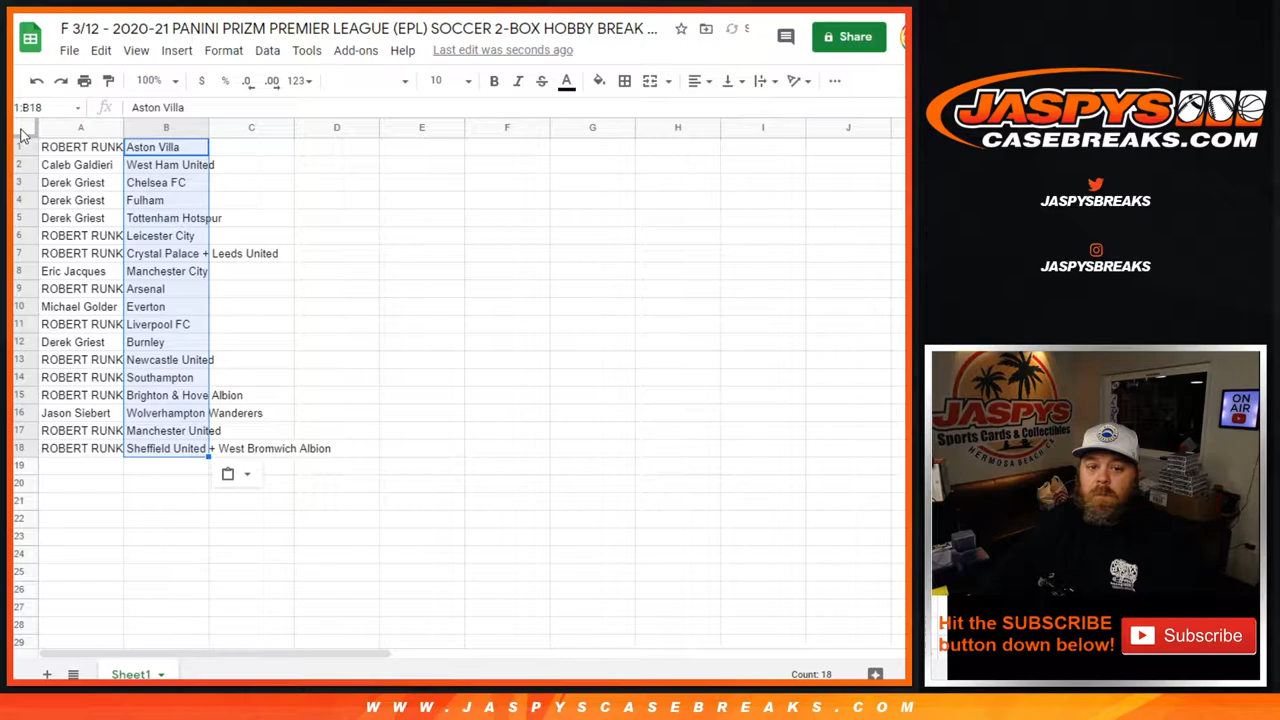 F 3/12 - 2020-21 PANINI PRIZM PREMIER LEAGUE (EPL) SOCCER 2-BOX HOBBY BREAK ...
S
Share
File Edit View Insert Format Data Tools Add-ons Help Last edit was seconds ago
100% $ % .0 .00 123 10 B I S A
1:B18 fx Aston Villa
A B C D E F G H I J
1 ROBERT RUNK Aston Villa
2 Caleb Galdieri West Ham United
3 Derek Griest Chelsea FC
4 Derek Griest Fulham
5 Derek Griest Tottenham Hotspur
6 ROBERT RUNK Leicester City
7 ROBERT RUNK Crystal Palace + Leeds United
8 Eric Jacques Manchester City
9 ROBERT RUNK Arsenal
10 Michael Golder Everton
11 ROBERT RUNK Liverpool FC
12 Derek Griest Burnley
13 ROBERT RUNK Newcastle United
14 ROBERT RUNK Southampton
15 ROBERT RUNK Brighton & Hove Albion
16 Jason Siebert Wolverhampton Wanderers
17 ROBERT RUNK Manchester United
18 ROBERT RUNK Sheffield United + West Bromwich Albion
19
20
21
22
23
24
25
26
27
28
29
+ Sheet1 Count: 18
JASPYS
CASEBREAKS.COM
JASPYSBREAKS
JASPYSBREAKS
JASPYS
Sports Cards & Collectibles
HERMOSA BEACH CA
ON
AIR
Hit the SUBSCRIBE
button down below!
Subscribe
WWW.JASPYSCASEBREAKS.COM